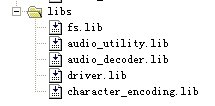 libs
fs.lib
audio_utility.lib
audio_decoder.lib
driver.lib
character_encoding.lib